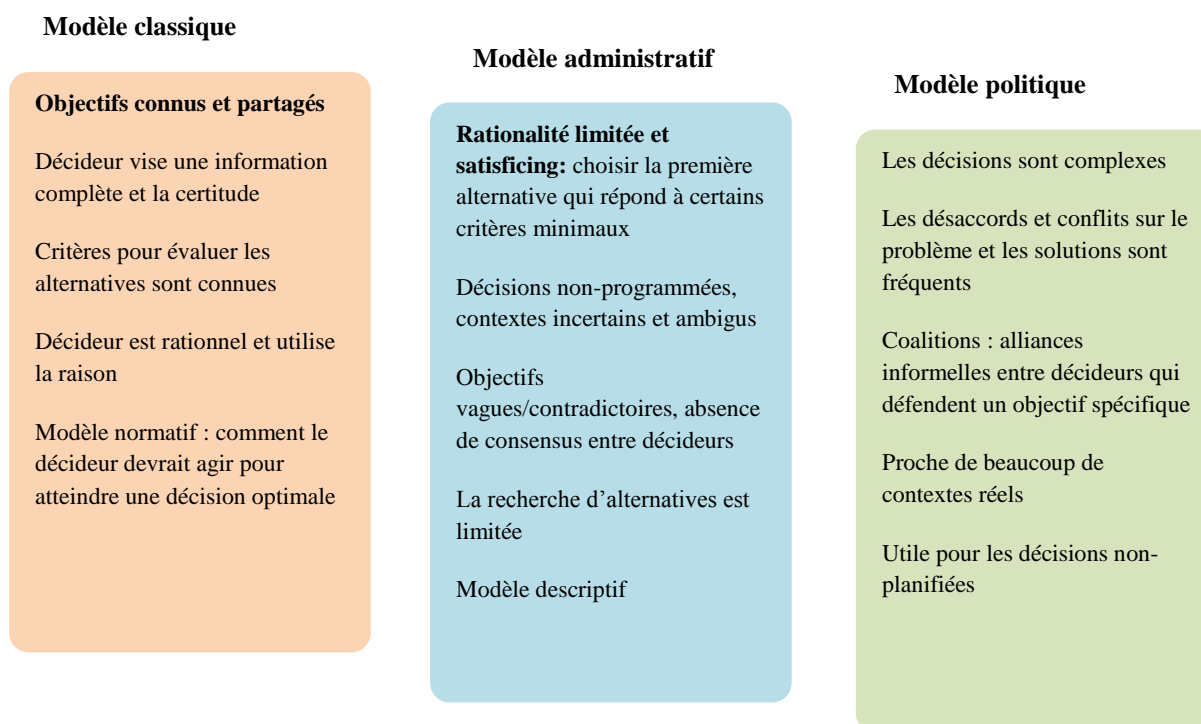 Modèle classique
Objectifs connus et partagés
Décideur vise une information
complète et la certitude
Critères pour évaluer les
alternatives sont connues
Décideur est rationnel et utilise
la raison
Modèle normatif : comment le
décideur devrait agir pour
atteindre une décision optimale
Modèle administratif
Rationalité limitée et
satisficing: choisir la première
alternative qui répond à certains
critères minimaux
Décisions non-programmées,
contextes incertains et ambigus
Objectifs
vagues/contradictoires, absence
de consensus entre décideurs
La recherche d’alternatives est
limitée
Modèle descriptif
Modèle politique
Les décisions sont complexes
Les désaccords et conflits sur le
problème et les solutions sont
fréquents
Coalitions : alliances
informelles entre décideurs qui
défendent un objectif spécifique
Proche de beaucoup de
contextes réels
Utile pour les décisions non-
planifiées